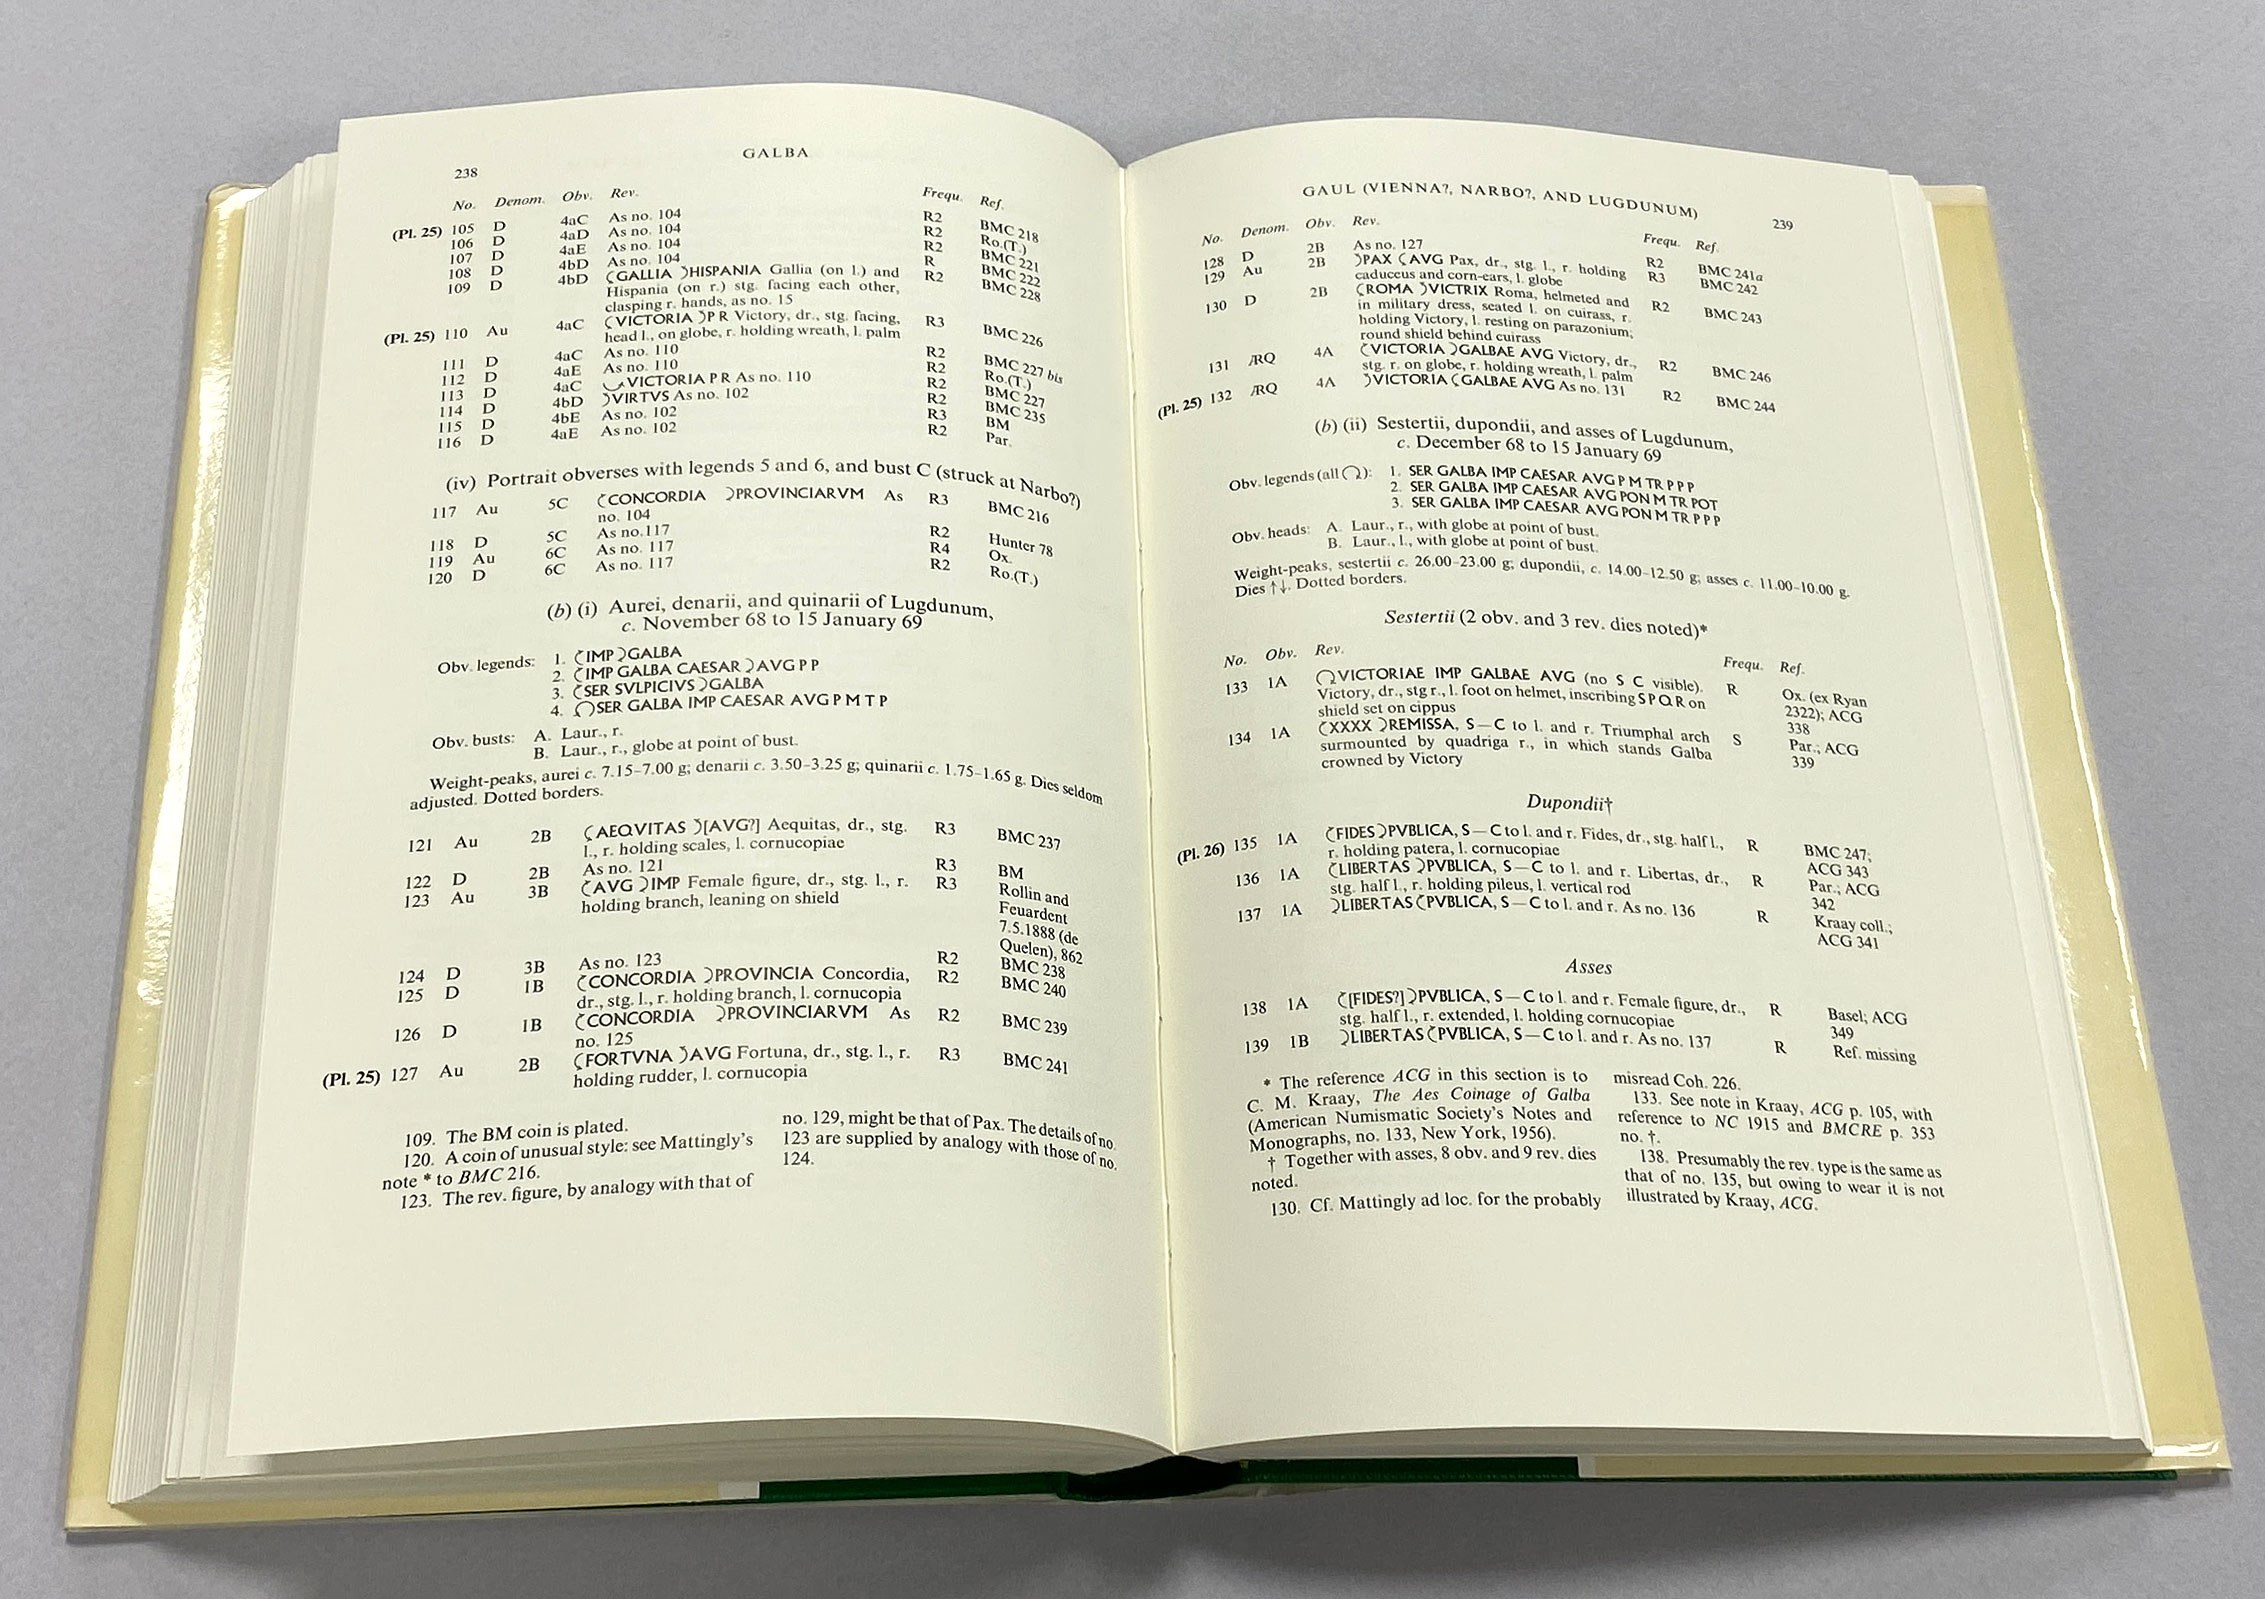 238
GALBA
No. Denom. Obv. Rev. Frequ. Ref.
(Pl. 25) 105 D 4aC As no. 104 R2 BMC 218
106 D 4aD As no. 104 R2 Ro.(T.)
107 D 4aE As no. 104 R2 BMC 221
108 D 4bD As no. 104 R BMC 222
109 D 4bD GALLIA HISPANIA Gallia (on l.) and R2 BMC 228
Hispania (on r.) stg. facing each other,
clasping r. hands, as no. 15
(Pl. 25) 110 Au 4aC VICTORIA P R Victory, dr., stg. facing, R3 BMC 226
head l., on globe, r. holding wreath, l. palm
111 D 4aC As no. 110 R2 BMC 227 bis
112 D 4aE As no. 110 R2 Ro.(T.)
113 D 4aC VICTORIA P R As no. 110 R2 BMC 227
114 D 4bD VIRTVS As no. 102 R2 BMC 235
115 D 4bE As no. 102 R3 BM
116 D 4aE As no. 102 R2 Par.
(iv) Portrait obverses with legends 5 and 6, and bust C (struck at Narbo?)
117 Au 5C CONCORDIA PROVINCIARVM As R3 BMC 216
no. 104
118 D 5C As no.117 R2 Hunter 78
119 Au 6C As no. 117 R4 Ox.
120 D 6C As no. 117 R2 Ro.(T.)
(b) (i) Aurei, denarii, and quinarii of Lugdunum,
c. November 68 to 15 January 69
Obv. legends: 1. IMP GALBA
2. IMP GALBA CAESAR AVG P P
3. SER SVLPICIVS GALBA
4. SER GALBA IMP CAESAR AVG P M T P
Obv. busts: A. Laur., r.
B. Laur., r., globe at point of bust.
Weight-peaks, aurei c. 7.15–7.00 g; denarii c. 3.50–3.25 g; quinarii c. 1.75–1.65 g. Dies seldom
adjusted. Dotted borders.
121 Au 2B AEQVITAS [AVG?] Aequitas, dr., stg. R3 BMC 237
l., r. holding scales, l. cornucopiae
122 D 2B As no. 121 R3 BM
123 Au 3B AVG IMP Female figure, dr., stg. l., r. R3 Rollin and
holding branch, leaning on shield Feuardent
7.5.1888 (de
Quelen), 862
124 D 3B As no. 123 R2 BMC 238
125 D 1B CONCORDIA PROVINCIA Concordia, R2 BMC 240
dr., stg. l., r. holding branch, l. cornucopia
126 D 1B CONCORDIA PROVINCIARVM As R2 BMC 239
no. 125
(Pl. 25) 127 Au 2B FORTVNA AVG Fortuna, dr., stg. l., r. R3 BMC 241
holding rudder, l. cornucopia
109. The BM coin is plated.
120. A coin of unusual style: see Mattingly's
note * to BMC 216.
123. The rev. figure, by analogy with that of
no. 129, might be that of Pax. The details of no.
123 are supplied by analogy with those of no.
124.
GAUL (VIENNA?, NARBO?, AND LUGDUNUM)
239
No. Denom. Obv. Rev. Frequ. Ref.
128 D 2B As no. 127 R2 BMC 241a
129 Au 2B PAX AVG Pax, dr., stg. l., r. holding R3 BMC 242
caduceus and corn-ears, l. globe
130 D 2B ROMA VICTRIX Roma, helmeted and R2 BMC 243
in military dress, seated l. on cuirass, r.
holding Victory, l. resting on parazonium;
round shield behind cuirass
131 ÆRQ 4A VICTORIA GALBAE AVG Victory, dr., R2 BMC 246
stg. r. on globe, r. holding wreath, l. palm
(Pl. 25) 132 ÆRQ 4A VICTORIA GALBAE AVG As no. 131 R2 BMC 244
(b) (ii) Sestertii, dupondii, and asses of Lugdunum,
c. December 68 to 15 January 69
Obv. legends (all ): 1. SER GALBA IMP CAESAR AVG P M TR P P P
2. SER GALBA IMP CAESAR AVG PON M TR POT
3. SER GALBA IMP CAESAR AVG PON M TR P P P
Obv. heads: A. Laur., r., with globe at point of bust.
B. Laur., l., with globe at point of bust.
Weight-peaks, sestertii c. 26.00–23.00 g; dupondii, c. 14.00–12.50 g; asses c. 11.00–10.00 g.
Dies ↑↓. Dotted borders.
Sestertii (2 obv. and 3 rev. dies noted)*
No. Obv. Rev. Frequ. Ref.
133 1A VICTORIAE IMP GALBAE AVG (no S C visible). R Ox. (ex Ryan
Victory, dr., stg r., l. foot on helmet, inscribing S P Q R on 2322); ACG
shield set on cippus 338
134 1A XXXX REMISSA, S–C to l. and r. Triumphal arch S Par.; ACG
surmounted by quadriga r., in which stands Galba 339
crowned by Victory
Dupondii†
(Pl. 26) 135 1A FIDES PVBLICA, S–C to l. and r. Fides, dr., stg. half l., R BMC 247;
r. holding patera, l. cornucopiae ACG 343
136 1A LIBERTAS PVBLICA, S–C to l. and r. Libertas, dr., R Par.; ACG
stg. half l., r. holding pileus, l. vertical rod 342
137 1A LIBERTAS PVBLICA, S–C to l. and r. As no. 136 R Kraay coll.;
ACG 341
Asses
138 1A [FIDES?] PVBLICA, S–C to l. and r. Female figure, dr., R Basel; ACG
stg. half l., r. extended, l. holding cornucopiae 349
139 1B LIBERTAS PVBLICA, S–C to l. and r. As no. 137 R Ref. missing
* The reference ACG in this section is to
C. M. Kraay, The Aes Coinage of Galba
(American Numismatic Society's Notes and
Monographs, no. 133, New York, 1956).
† Together with asses, 8 obv. and 9 rev. dies
noted.
130. Cf. Mattingly ad loc. for the probably
misread Coh. 226.
133. See note in Kraay, ACG p. 105, with
reference to NC 1915 and BMCRE p. 353
no. †.
138. Presumably the rev. type is the same as
that of no. 135, but owing to wear it is not
illustrated by Kraay, ACG.